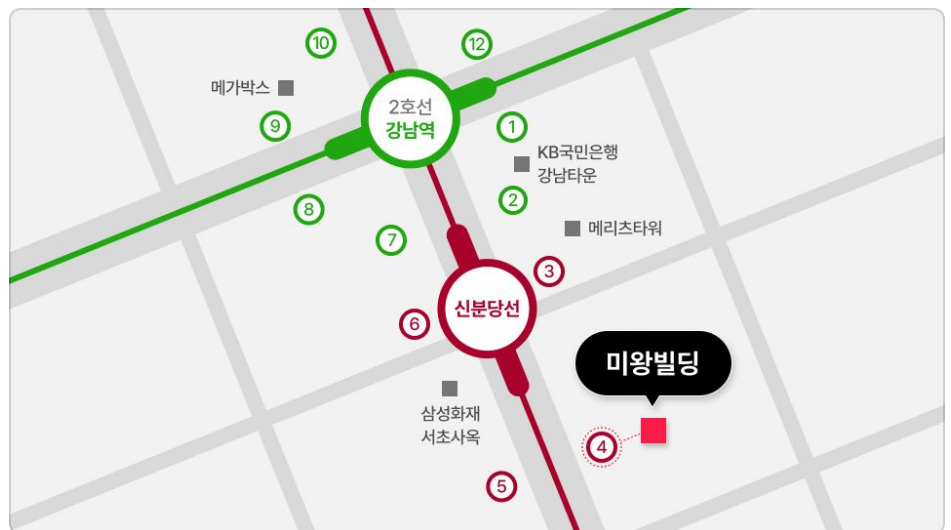 10
12
메가박스
2호선
강남역
9
1
KB국민은행
강남타운
2
8
메리츠타워
7
3
신분당선
6
미왕빌딩
삼성화재
서초사옥
4
5